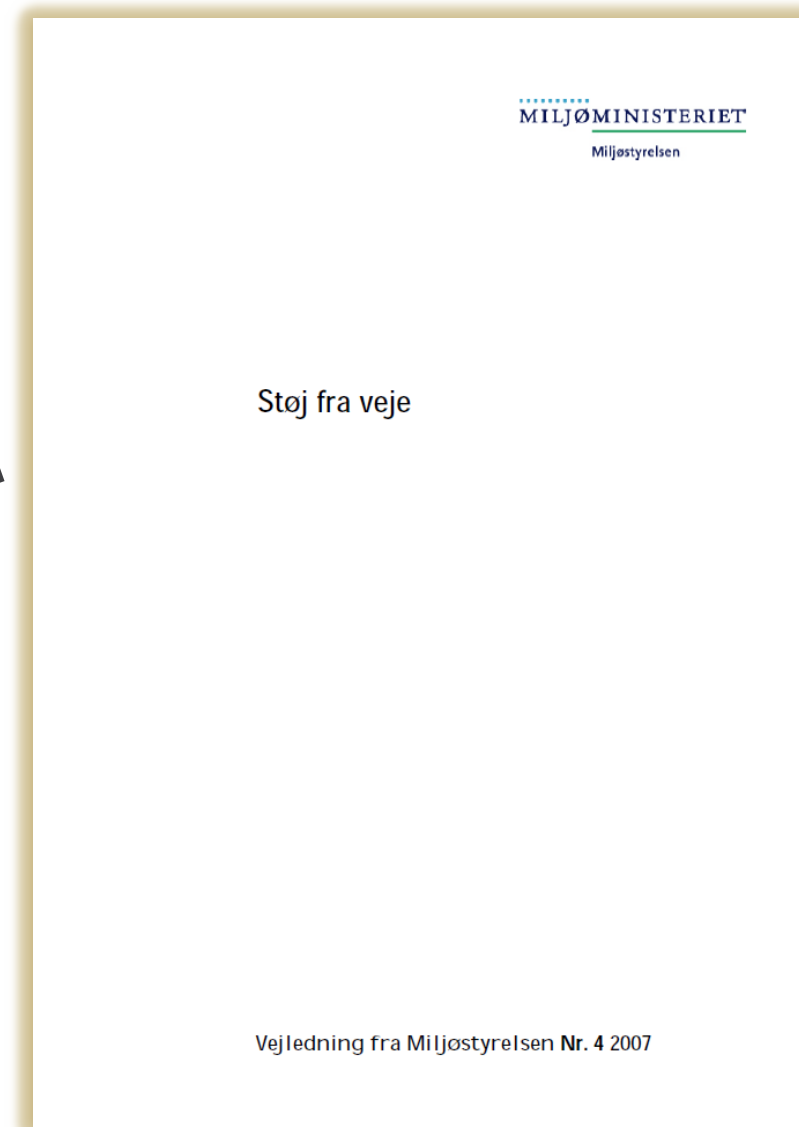 MILJØMINISTERIET
Miljøstyrelsen
Støj fra veje
Vejledning fra Miljøstyrelsen Nr. 4 2007